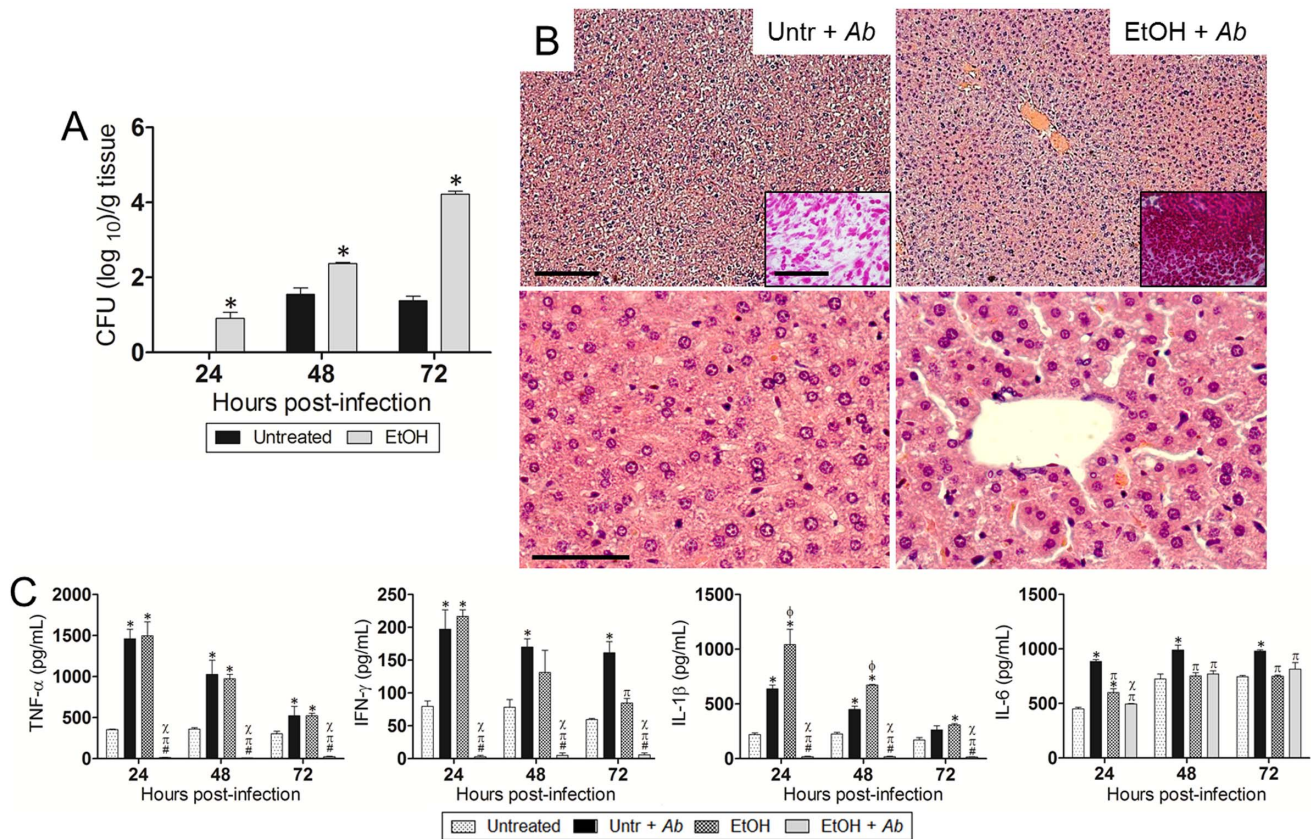 A
CFU (log 10)/g tissue
6
4
2
0
*
*
*
24 48 72
Hours post-infection
Untreated EtOH
B
Untr + Ab
EtOH + Ab
C
TNF-α (pg/mL)
2000
1500
1000
500
0
* *
* *
* *
χ
π
#
χ
π
#
χ
π
#
24 48 72
Hours post-infection
IFN-γ (pg/mL)
250
200
150
100
50
0
* *
*
*
π
χ
π
#
χ
π
#
χ
π
#
24 48 72
Hours post-infection
IL-1β (pg/mL)
1500
1000
500
0
*
ϕ
*
*
ϕ
*
*
χ
π
#
χ
π
#
χ
π
#
24 48 72
Hours post-infection
IL-6 (pg/mL)
1500
1000
500
0
*
π
*
χ
π
*
π π
*
π π
24 48 72
Hours post-infection
Untreated Untr + Ab EtOH EtOH + Ab